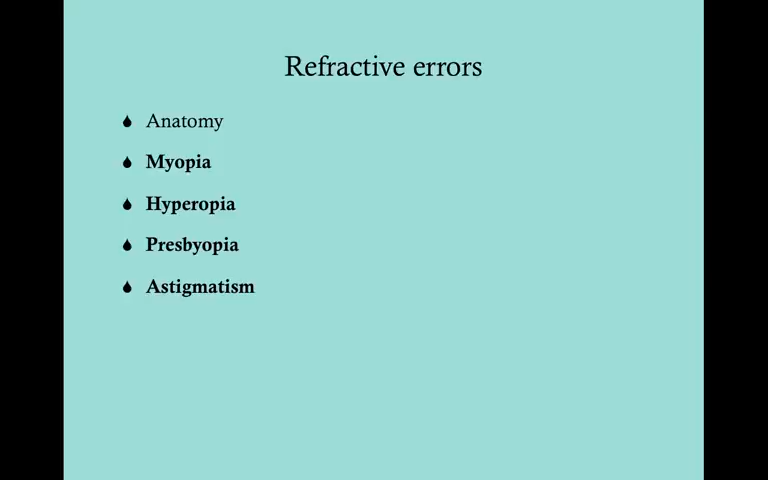 Refractive errors
Anatomy
Myopia
Hyperopia
Presbyopia
Astigmatism